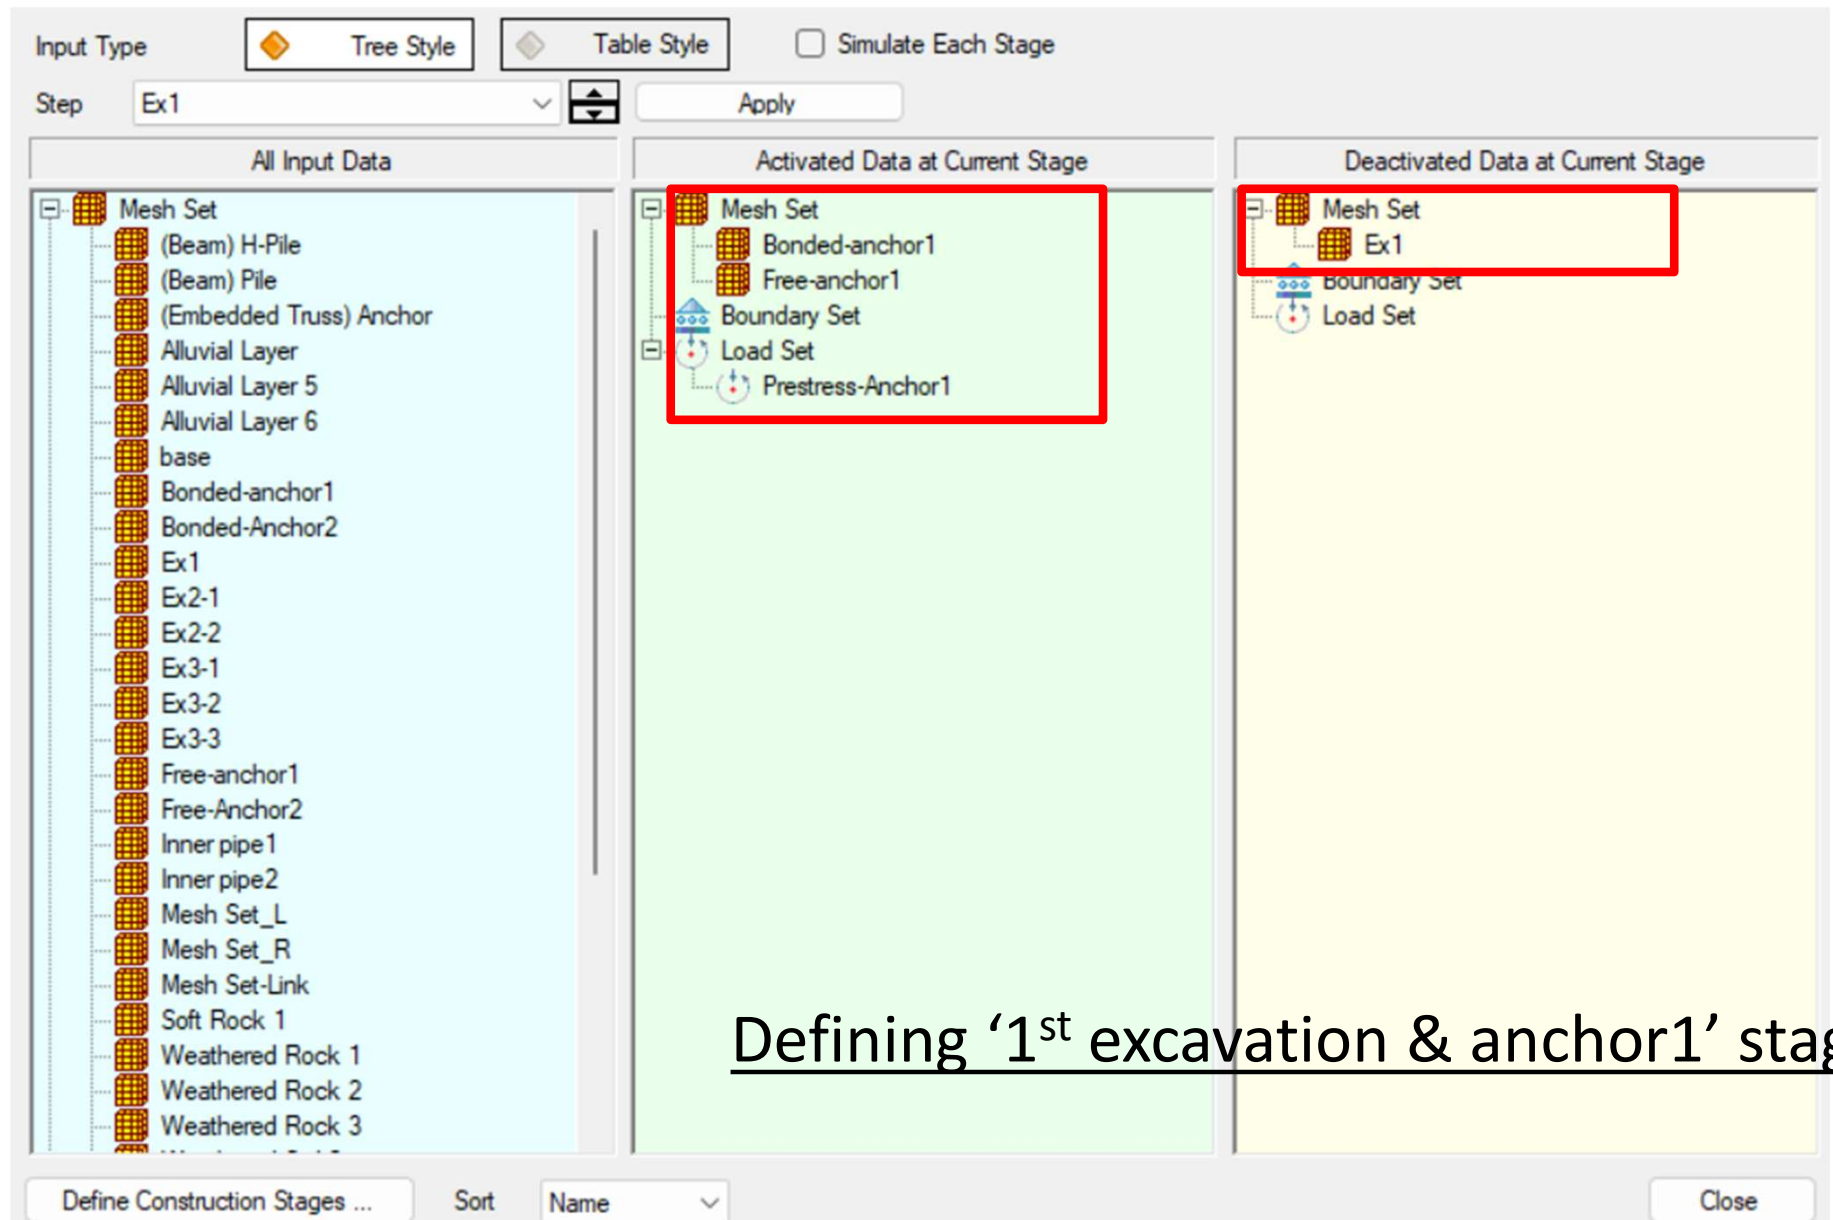 Input Type
Tree Style
Table Style
Simulate Each Stage
Step
Ex1
Apply
All Input Data
Mesh Set
(Beam) H-Pile
(Beam) Pile
(Embedded Truss) Anchor
Alluvial Layer
Alluvial Layer 5
Alluvial Layer 6
base
Bonded-anchor1
Bonded-Anchor2
Ex1
Ex2-1
Ex2-2
Ex3-1
Ex3-2
Ex3-3
Free-anchor1
Free-Anchor2
Inner pipe1
Inner pipe2
Mesh Set_L
Mesh Set_R
Mesh Set-Link
Soft Rock 1
Weathered Rock 1
Weathered Rock 2
Weathered Rock 3
Activated Data at Current Stage
Mesh Set
Bonded-anchor1
Free-anchor1
Boundary Set
Load Set
Prestress-Anchor1
Deactivated Data at Current Stage
Mesh Set
Ex1
Boundary Set
Load Set
Defining ‘1st excavation & anchor1’ stag
Define Construction Stages ...
Sort
Name
Close